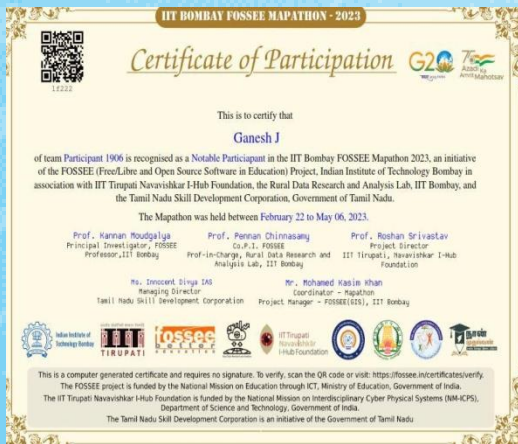 IIT BOMBAY FOSSEE MAPATHON - 2023
1f222
Certificate of Participation
G20
75
Azadi Ka
Amrit Mahotsav
This is to certify that
Ganesh J
of team Participant 1906 is recognised as a Notable Particiapant in the IIT Bombay FOSSEE Mapathon 2023, an initiative
of the FOSSEE (Free/Libre and Open Source Software in Education) Project, Indian Institute of Technology Bombay in
association with IIT Tirupati Navavishkar I-Hub Foundation, the Rural Data Research and Analysis Lab, IIT Bombay, and
the Tamil Nadu Skill Development Corporation, Government of Tamil Nadu.
The Mapathon was held between February 22 to May 06, 2023.
Prof. Kannan Moudgalya
Principal Investigator, FOSSEE
Professor,IIT Bombay
Prof. Pennan Chinnasamy
Co.P.I. FOSSEE
Prof-in-Charge, Rural Data Research and
Analysis Lab, IIT Bombay
Prof. Roshan Srivastav
Project Director
IIT Tirupati, Navavishkar I-Hub
Foundation
Ms. Innocent Divya IAS
Managing Director
Tamil Nadu Skill Development Corporation
Mr. Mohamed Kasim Khan
Coordinator - Mapathon
Project Manager - FOSSEE(GIS), IIT Bombay
Indian Institute of
Technology Bombay
TIRUPATI
fossee
education
IIT Tirupati
Navavishkar
I-Hub Foundation
நான்
முதல்வன்
This is a computer generated certificate and requires no signature. To verify, scan the QR code or visit: https://fossee.in/certificates/verify.
The FOSSEE project is funded by the National Mission on Education through ICT, Ministry of Education, Government of India.
The IIT Tirupati Navavishkar I-Hub Foundation is funded by the National Mission on Interdisciplinary Cyber Physical Systems (NM-ICPS),
Department of Science and Technology, Government of India.
The Tamil Nadu Skill Development Corporation is an initiative of the Government of Tamil Nadu